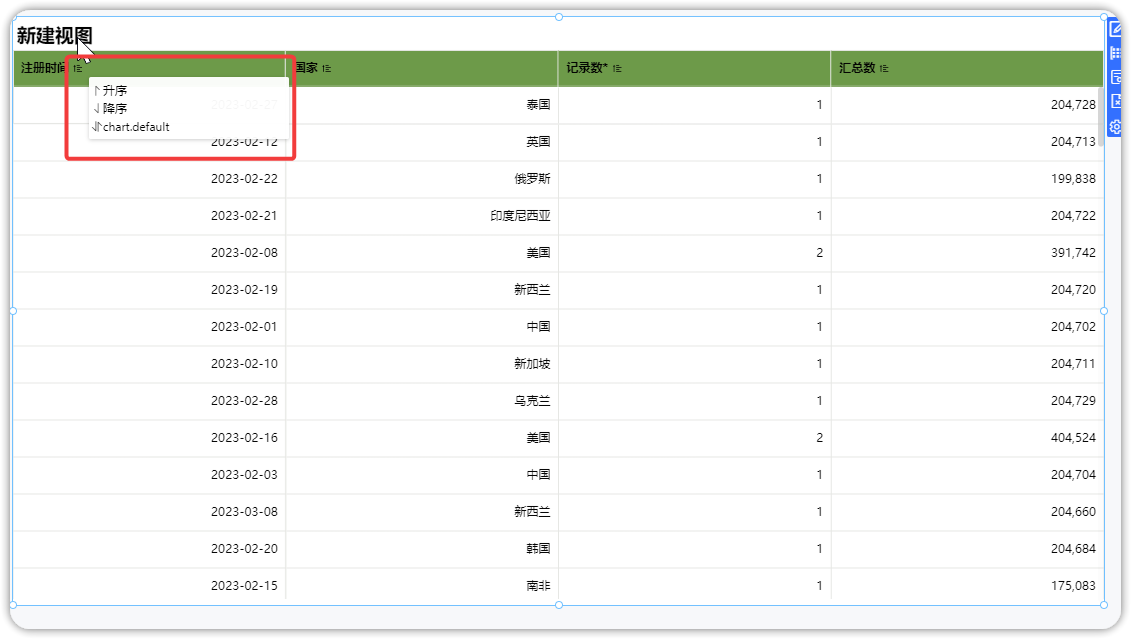 新建视图
注册时间 国家 记录数* 汇总数
升序
降序
chart.default
2023-02-27 泰国 1 204,728
2023-02-12 英国 1 204,713
2023-02-22 俄罗斯 1 199,838
2023-02-21 印度尼西亚 1 204,722
2023-02-08 美国 2 391,742
2023-02-19 新西兰 1 204,720
2023-02-01 中国 1 204,702
2023-02-10 新加坡 1 204,711
2023-02-28 乌克兰 1 204,729
2023-02-16 美国 2 404,524
2023-02-03 中国 1 204,704
2023-03-08 新西兰 1 204,660
2023-02-20 韩国 1 204,684
2023-02-15 南非 1 175,083